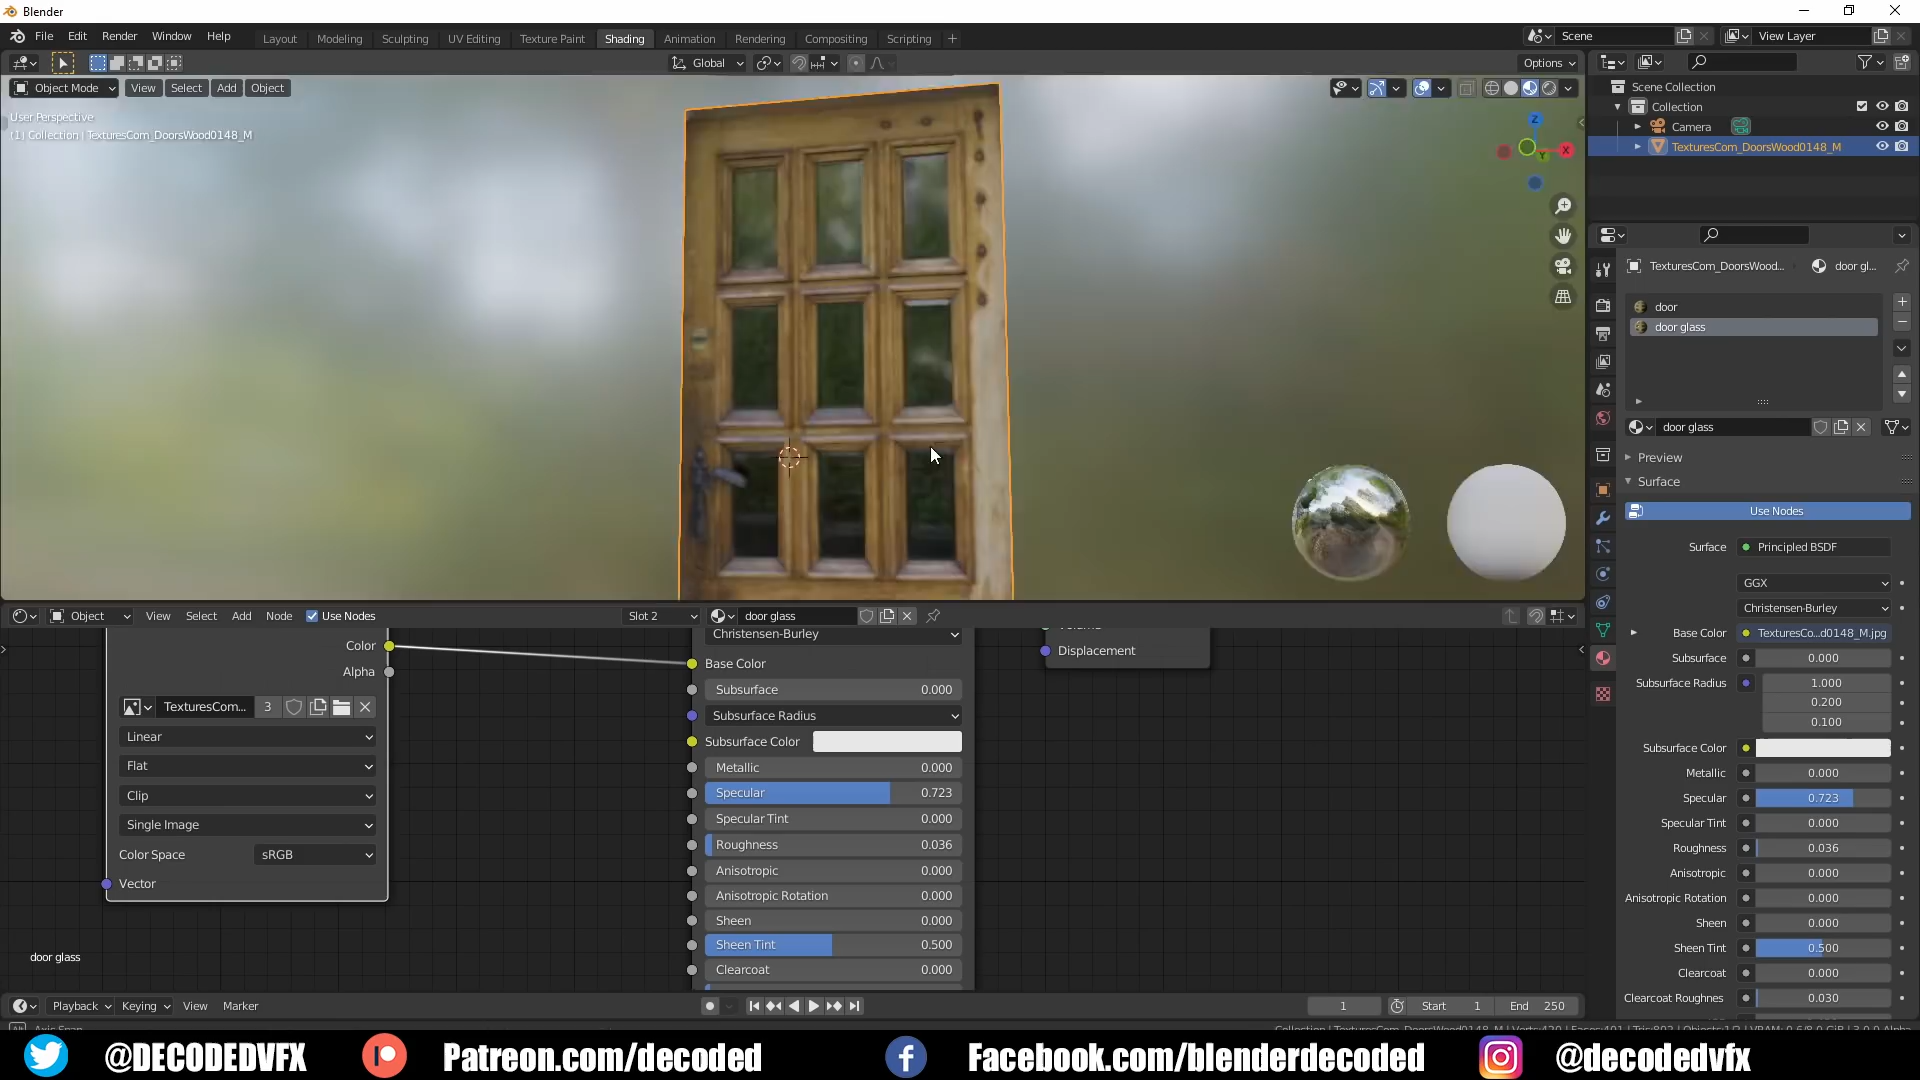 Blender
File Edit Render Window Help
Layout Modeling Sculpting UV Editing Texture Paint Shading Animation Rendering Compositing Scripting +
Scene View Layer
Global Options
Object Mode View Select Add Object
User Perspective
(1) Collection | TexturesCom_DoorsWood0148_M
Z
X
Y
Scene Collection
Collection
Camera
TexturesCom_DoorsWood0148_M
TexturesCom_DoorsWood... door gl...
door
door glass
door glass
Preview
Surface
Use Nodes
Surface Principled BSDF
GGX
Christensen-Burley
Base Color TexturesCo...d0148_M.jpg
Subsurface 0.000
Subsurface Radius 1.000
0.200
0.100
Subsurface Color
Metallic 0.000
Specular 0.723
Specular Tint 0.000
Roughness 0.036
Anisotropic 0.000
Anisotropic Rotation 0.000
Sheen 0.000
Sheen Tint 0.500
Clearcoat 0.000
Clearcoat Roughnes 0.030
Object View Select Add Node Use Nodes Slot 2 door glass
Color
Alpha
TexturesCom... 3
Linear
Flat
Clip
Single Image
Color Space sRGB
Vector
door glass
Christensen-Burley
Base Color
Subsurface 0.000
Subsurface Radius
Subsurface Color
Metallic 0.000
Specular 0.723
Specular Tint 0.000
Roughness 0.036
Anisotropic 0.000
Anisotropic Rotation 0.000
Sheen 0.000
Sheen Tint 0.500
Clearcoat 0.000
Displacement
Playback Keying View Marker 1 Start 1 End 250
@DECODEDVFX Patreon.com/decoded Facebook.com/blenderdecoded @decodedvfx